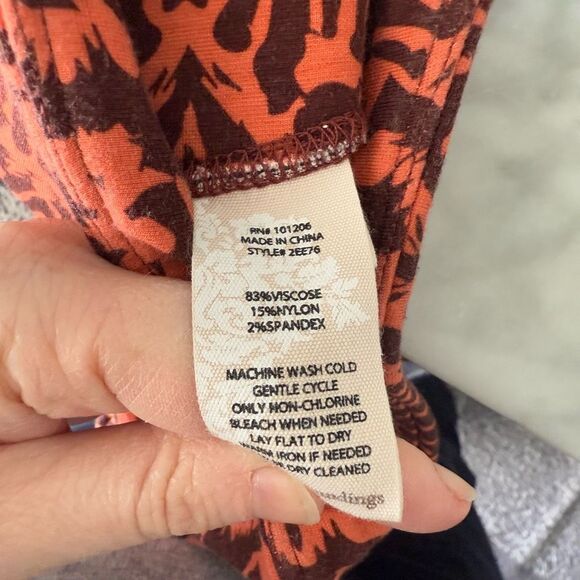 RN# 101206
MADE IN CHINA
STYLE# 2EE76
83%VISCOSE
15%NYLON
2%SPANDEX
MACHINE WASH COLD
GENTLE CYCLE
ONLY NON-CHLORINE
BLEACH WHEN NEEDED
LAY FLAT TO DRY
IRON IF NEEDED
DRY CLEANED